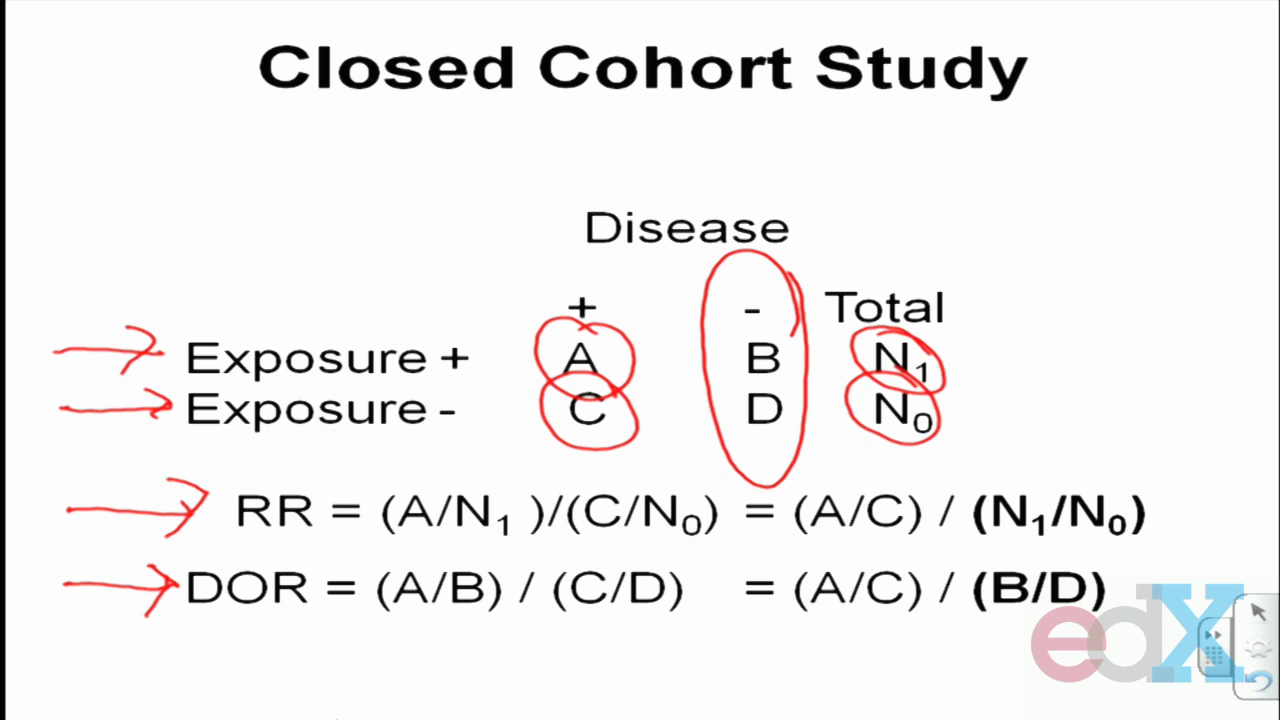 Closed Cohort Study
Disease
+ - Total
Exposure + A B N₁
Exposure - C D N₀
RR = (A/N₁ )/(C/N₀) = (A/C) / (N₁/N₀)
DOR = (A/B) / (C/D) = (A/C) / (B/D)
edX